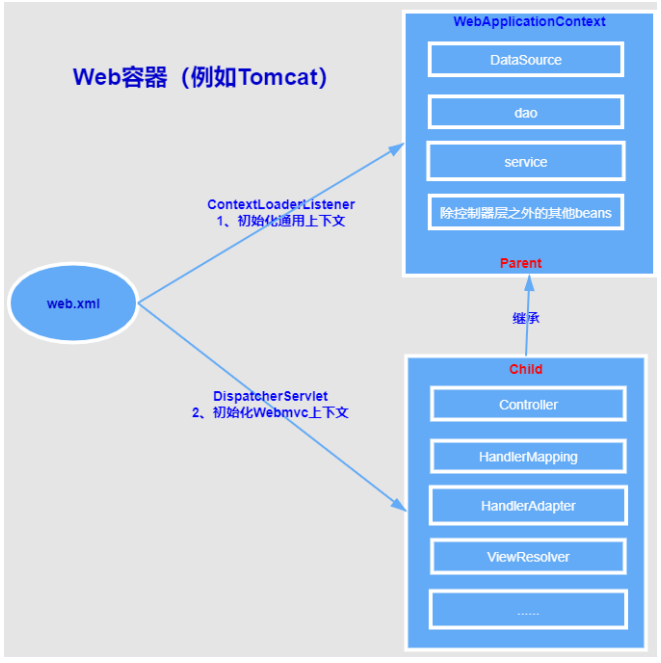 Web容器（例如Tomcat）
WebApplicationContext
DataSource
dao
service
除控制器层之外的其他beans
Parent
ContextLoaderListener
1、初始化通用上下文
web.xml
继承
DispatcherServlet
2、初始化Webmvc上下文
Child
Controller
HandlerMapping
HandlerAdapter
ViewResolver
......